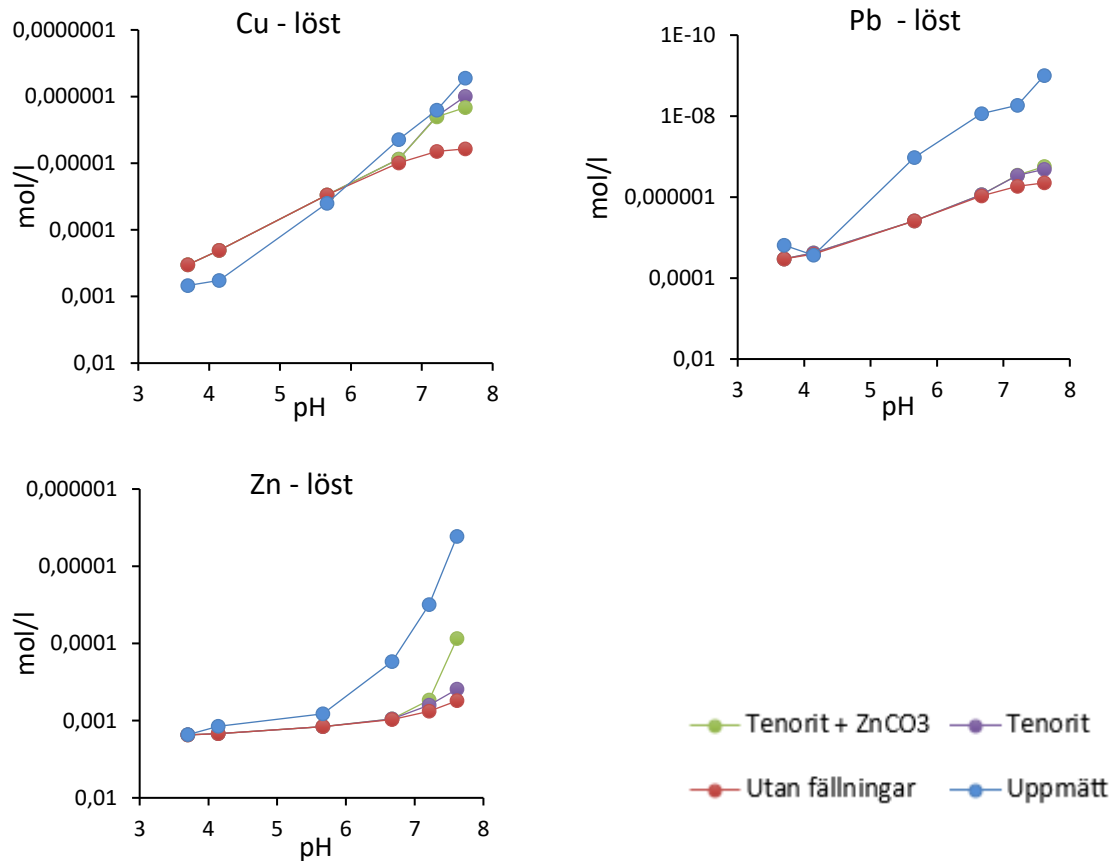 Cu - löst
0,0000001
0,000001
0,00001
0,0001
0,001
0,01
mol/l
3 4 5 6 7 8
pH
Pb - löst
1E-10
1E-08
0,000001
0,0001
0,01
mol/l
3 4 5 6 7 8
pH
Zn - löst
0,000001
0,00001
0,0001
0,001
0,01
mol/l
3 4 5 6 7 8
pH
Tenorit + ZnCO3 Tenorit
Utan fällningar Uppmätt